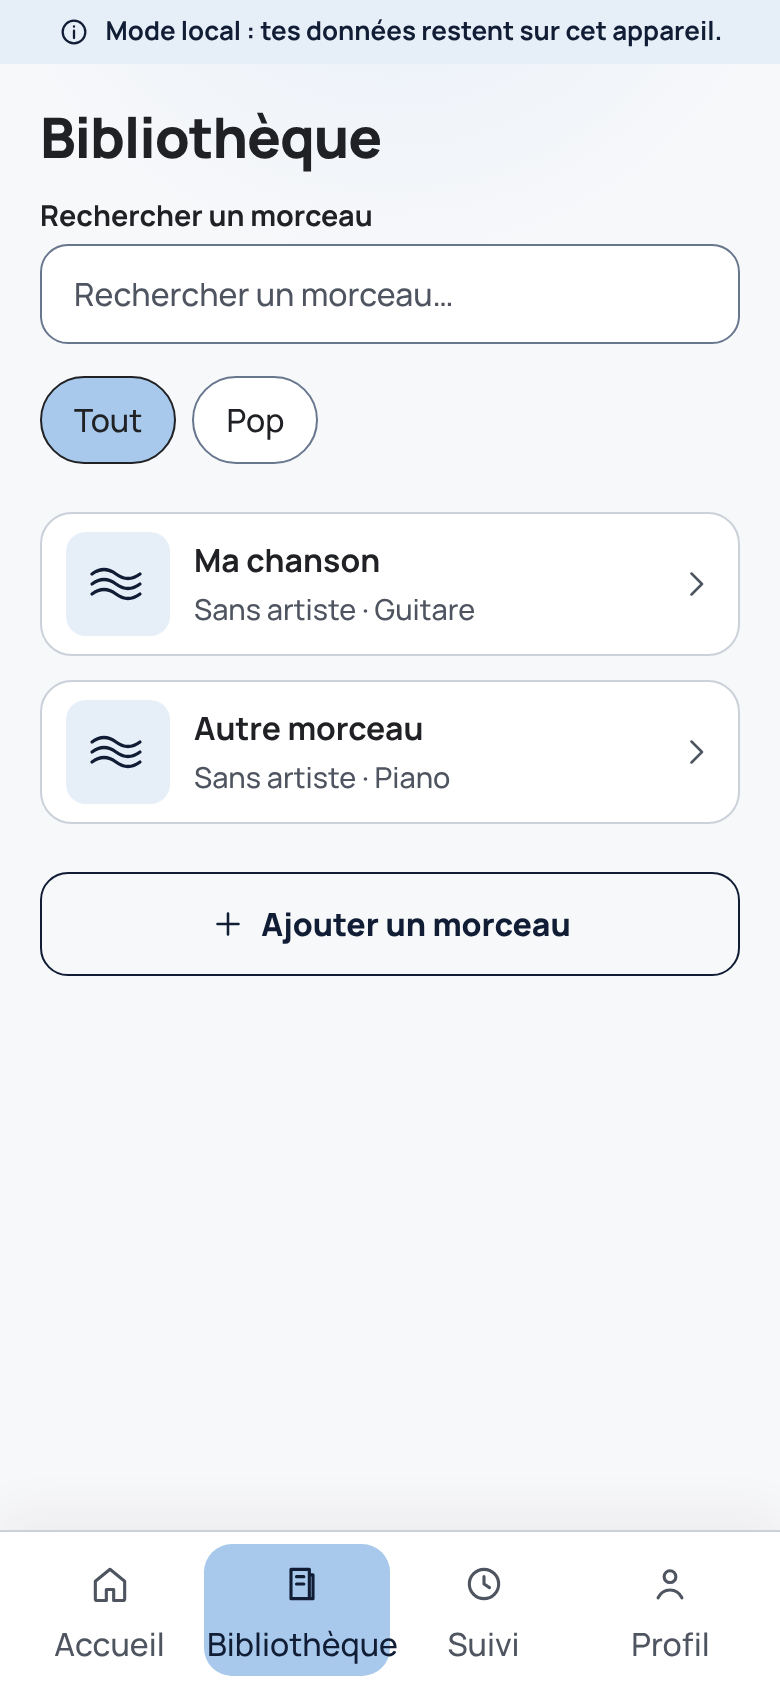 Mode local : tes données restent sur cet appareil.
Bibliothèque
Rechercher un morceau
Rechercher un morceau…
Tout
Pop
Ma chanson
Sans artiste · Guitare
Autre morceau
Sans artiste · Piano
Ajouter un morceau
Accueil
Bibliothèque
Suivi
Profil